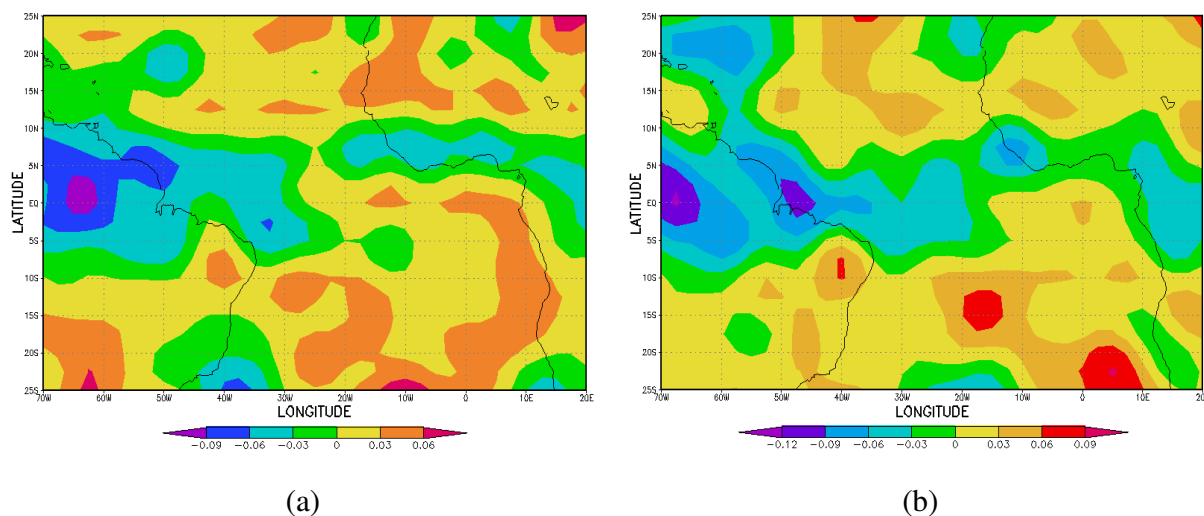 25N
20N
15N
10N
5N
EQ
5S
10S
15S
20S
25S
LATITUDE
70W 60W 50W 40W 30W 20W 10W 0 10E 20E
LONGITUDE
−0.09 −0.06 −0.03 0 0.03 0.06
(a)
25N
20N
15N
10N
5N
EQ
5S
10S
15S
20S
25S
LATITUDE
70W 60W 50W 40W 30W 20W 10W 0 10E 20E
LONGITUDE
−0.12 −0.09 −0.06 −0.03 0 0.03 0.06 0.09
(b)